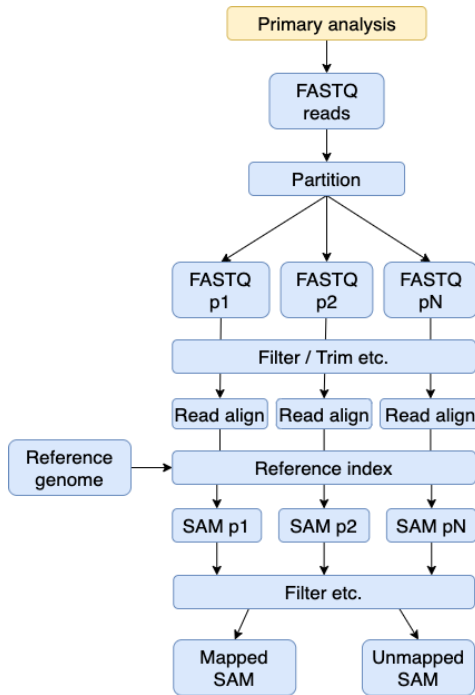 Primary analysis
FASTQ
reads
Partition
FASTQ
p1
FASTQ
p2
FASTQ
pN
Filter / Trim etc.
Read align
Read align
Read align
Reference
genome
Reference index
SAM p1
SAM p2
SAM pN
Filter etc.
Mapped
SAM
Unmapped
SAM